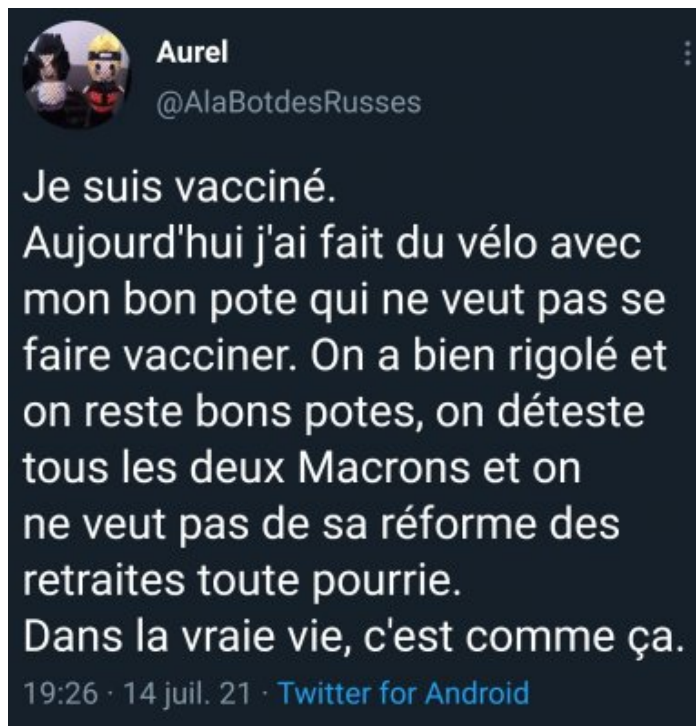 Aurel
@AlaBotdesRusses
Je suis vacciné.
Aujourd'hui j'ai fait du vélo avec
mon bon pote qui ne veut pas se
faire vacciner. On a bien rigolé et
on reste bons potes, on déteste
tous les deux Macrons et on
ne veut pas de sa réforme des
retraites toute pourrie.
Dans la vraie vie, c'est comme ça.
19:26 · 14 juil. 21 · Twitter for Android